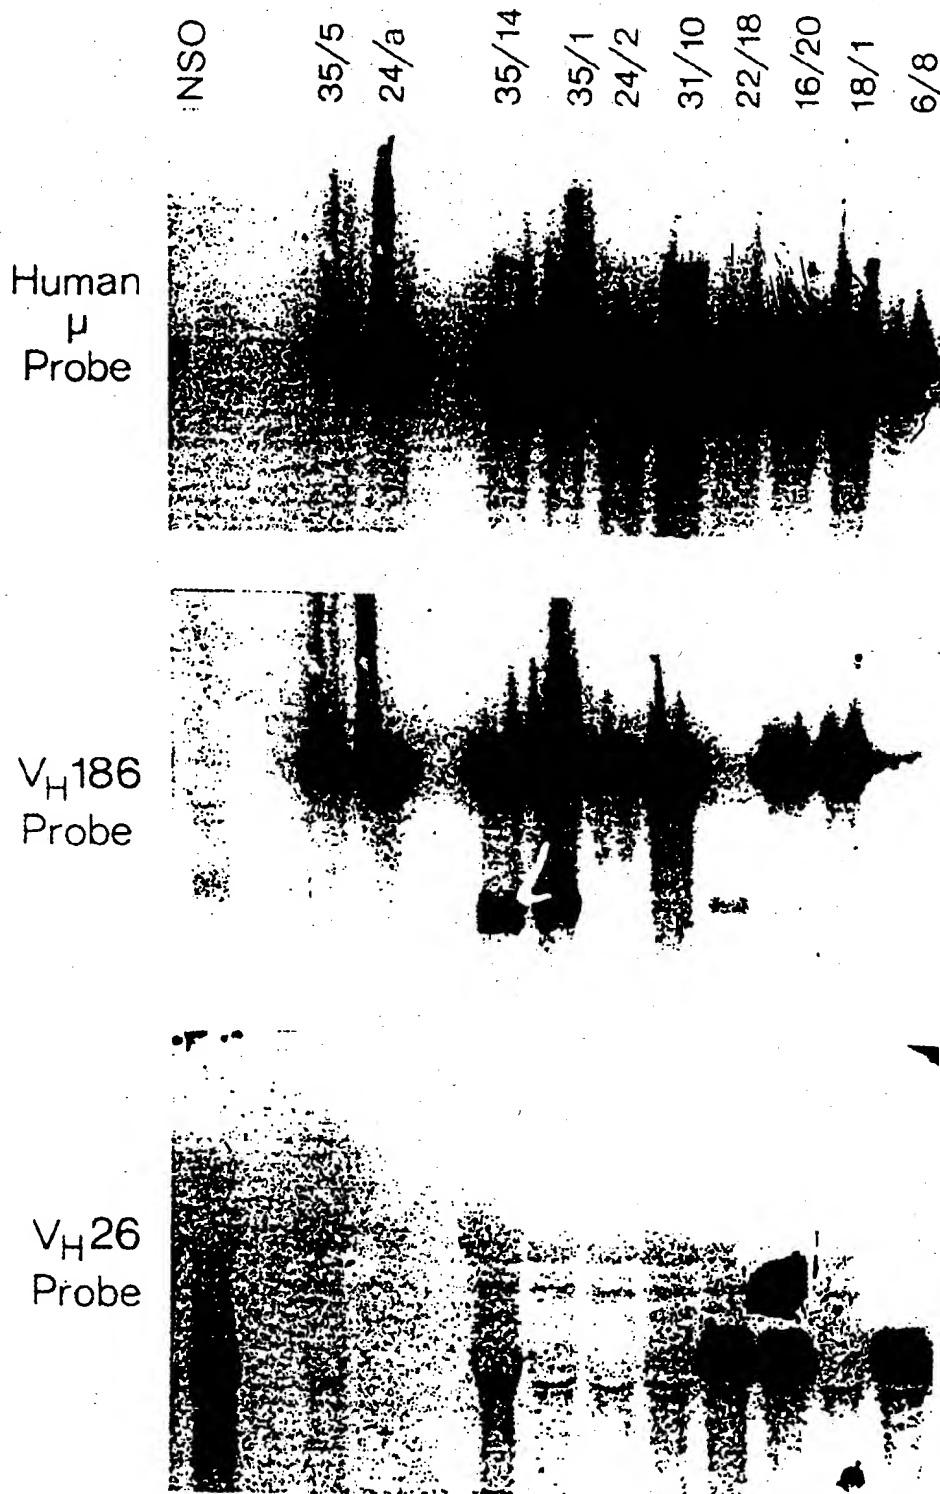 NSO
35/5
24/a
35/14
35/1
24/2
31/10
22/18
16/20
18/1
6/8
Human
μ
Probe
VH186
Probe
VH26
Probe